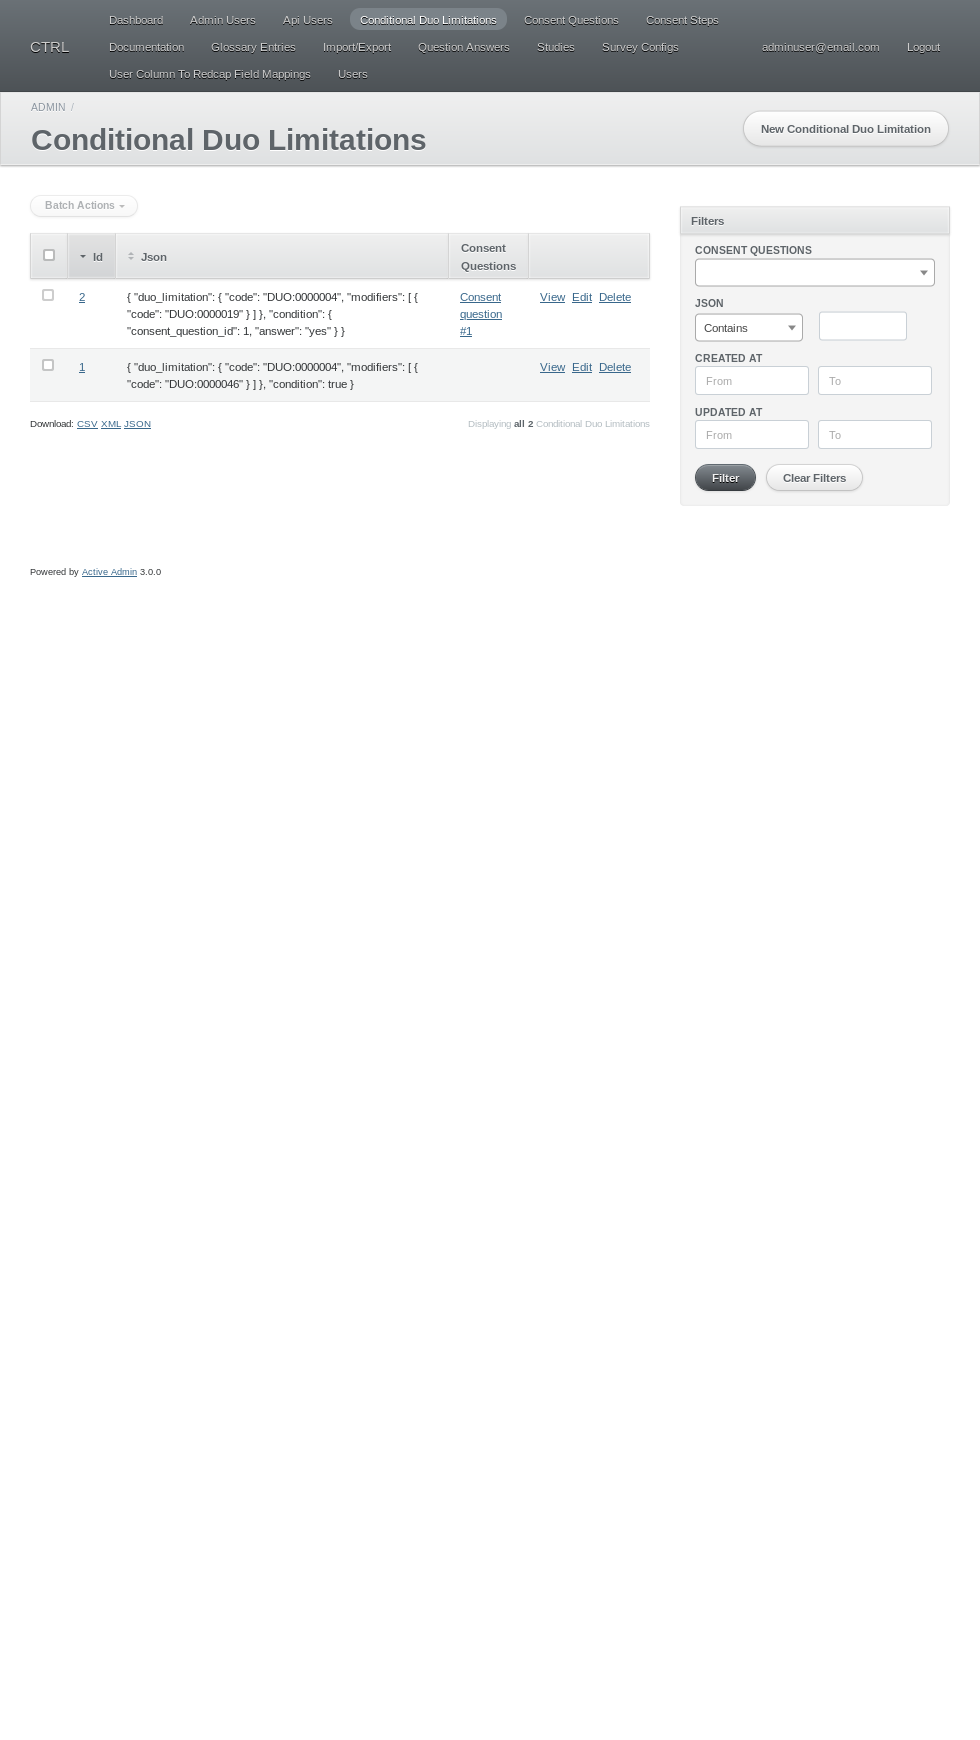 Dashboard Admin Users Api Users Conditional Duo Limitations Consent Questions Consent Steps
CTRL Documentation Glossary Entries Import/Export Question Answers Studies Survey Configs adminuser@email.com Logout
User Column To Redcap Field Mappings Users
ADMIN /
Conditional Duo Limitations
New Conditional Duo Limitation
Batch Actions
Id Json Consent
Questions
2 { "duo_limitation": { "code": "DUO:0000004", "modifiers": [ { Consent View Edit Delete
"code": "DUO:0000019" } ] }, "condition": { question
"consent_question_id": 1, "answer": "yes" } } #1
1 { "duo_limitation": { "code": "DUO:0000004", "modifiers": [ { View Edit Delete
"code": "DUO:0000046" } ] }, "condition": true }
Download: CSV XML JSON Displaying all 2 Conditional Duo Limitations
Filters
CONSENT QUESTIONS
JSON
Contains
CREATED AT
From To
UPDATED AT
From To
Filter Clear Filters
Powered by Active Admin 3.0.0